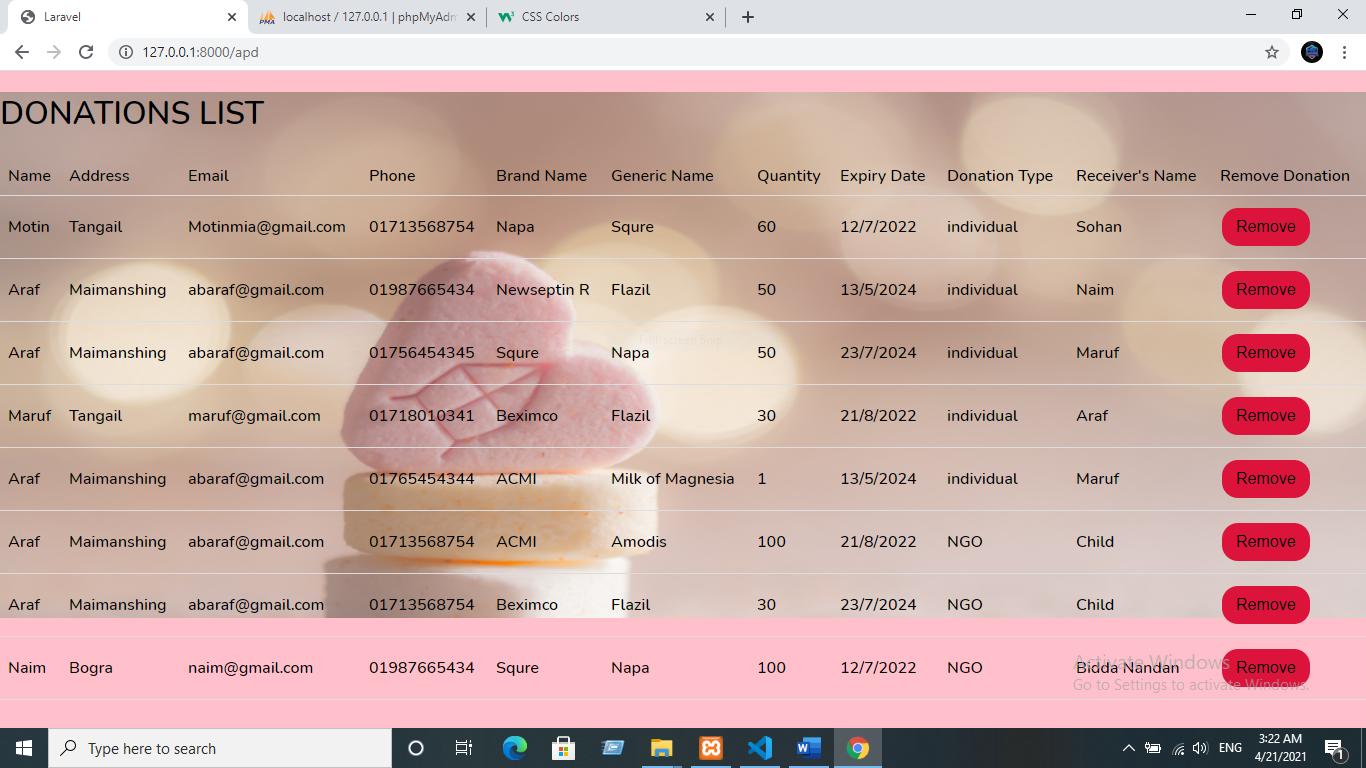 Laravel
localhost / 127.0.0.1 | phpMyAdm
CSS Colors
127.0.0.1:8000/apd
DONATIONS LIST
Name Address Email Phone Brand Name Generic Name Quantity Expiry Date Donation Type Receiver's Name Remove Donation
Motin Tangail Motinmia@gmail.com 01713568754 Napa Squre 60 12/7/2022 individual Sohan Remove
Araf Maimanshing abaraf@gmail.com 01987665434 Newseptin R Flazil 50 13/5/2024 individual Naim Remove
Araf Maimanshing abaraf@gmail.com 01756454345 Squre Napa 50 23/7/2024 individual Maruf Remove
Maruf Tangail maruf@gmail.com 01718010341 Beximco Flazil 30 21/8/2022 individual Araf Remove
Araf Maimanshing abaraf@gmail.com 01765454344 ACMI Milk of Magnesia 1 13/5/2024 individual Maruf Remove
Araf Maimanshing abaraf@gmail.com 01713568754 ACMI Amodis 100 21/8/2022 NGO Child Remove
Araf Maimanshing abaraf@gmail.com 01713568754 Beximco Flazil 30 23/7/2024 NGO Child Remove
Naim Bogra naim@gmail.com 01987665434 Squre Napa 100 12/7/2022 NGO Bidda Nandan Remove
Activate Windows
Go to Settings to activate Windows.
Type here to search
ENG
3:22 AM
4/21/2021
1